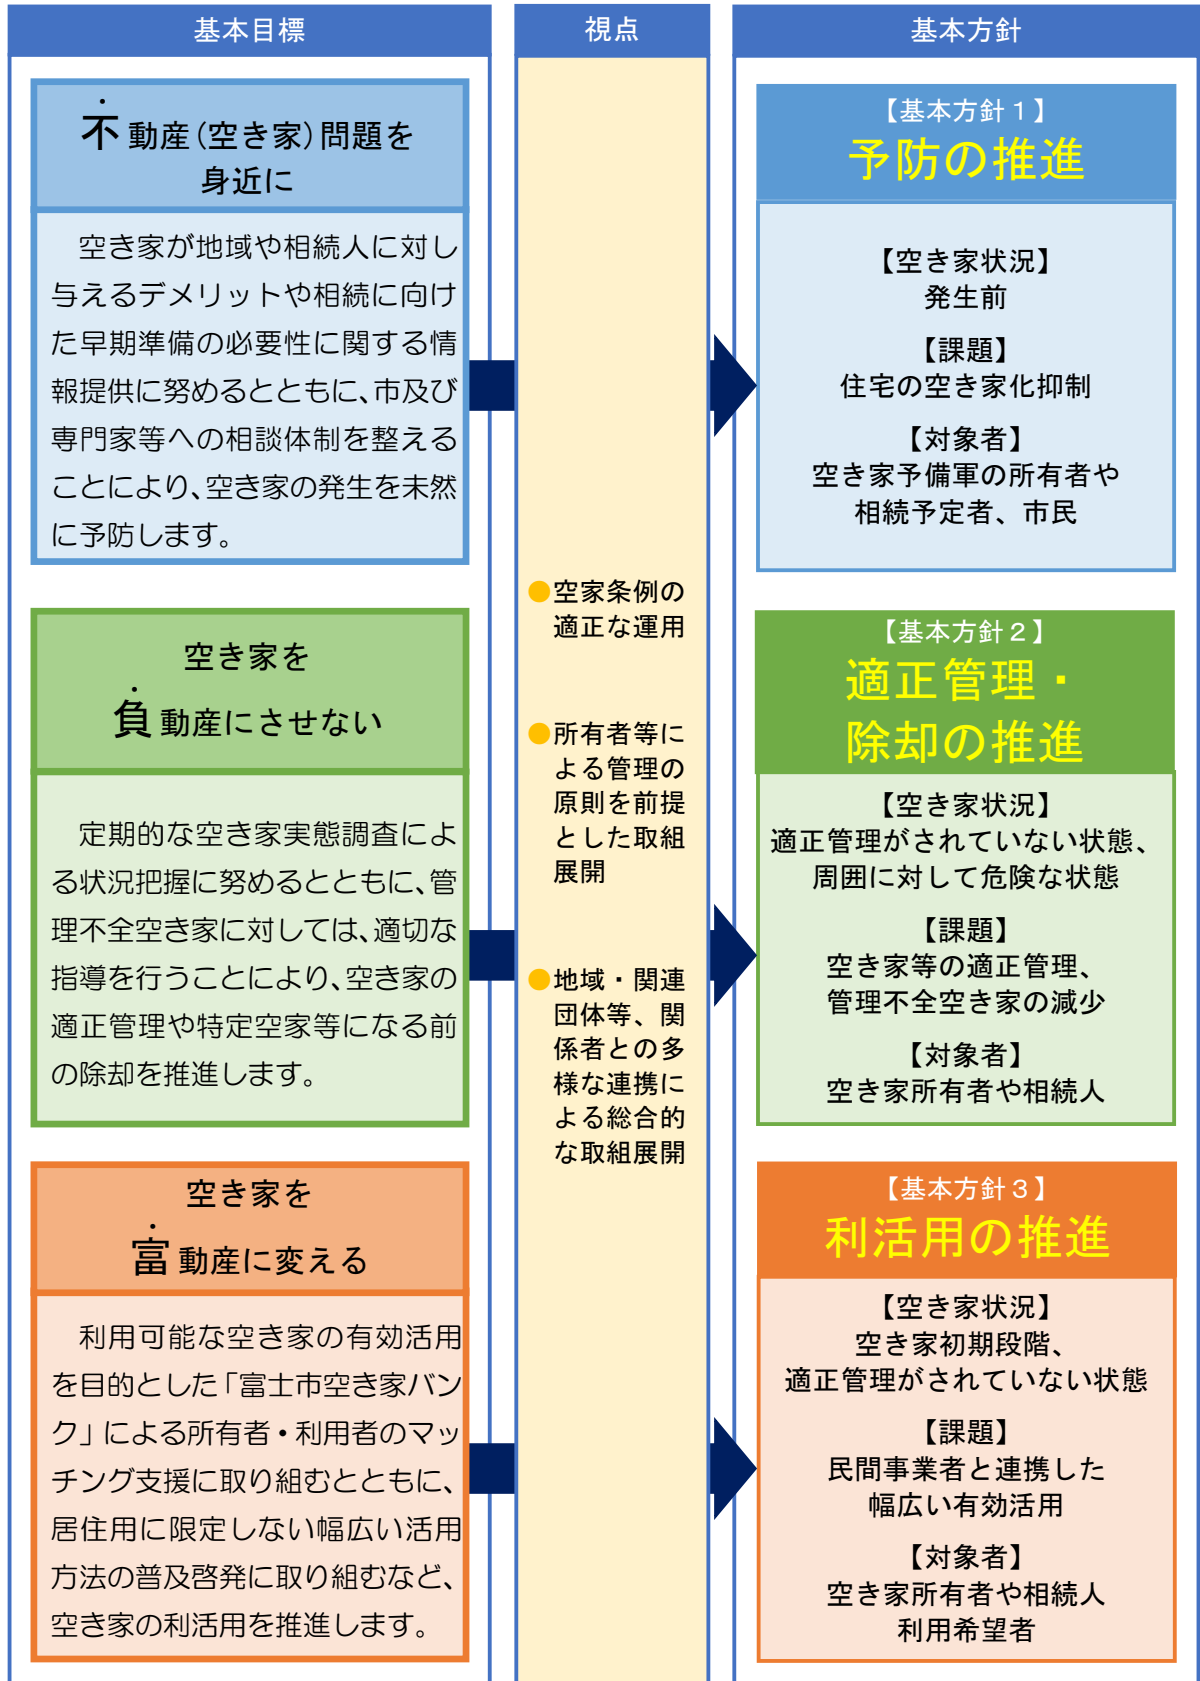 基本目標
不動産（空き家）問題を
身近に
空き家が地域や相続人に対し
与えるデメリットや相続に向け
た早期準備の必要性に関する情
報提供に努めるとともに、市及び
専門家等への相談体制を整える
ことにより、空き家の発生を未然
に予防します。
空き家を
負動産にさせない
定期的な空き家実態調査によ
る状況把握に努めるとともに、管
理不全空き家に対しては、適切な
指導を行うことにより、空き家の
適正管理や特定空家等になる前
の除却を推進します。
空き家を
富動産に変える
利用可能な空き家の有効活用
を目的とした「富士市空き家バン
ク」による所有者・利用者のマッ
チング支援に取り組むとともに、
居住用に限定しない幅広い活用
方法の普及啓発に取り組むなど、
空き家の利活用を推進します。
視点
●空家条例の
適正な運用
●所有者等に
よる管理の
原則を前提
とした取組
展開
●地域・関連
団体等、関
係者との多
様な連携に
よる総合的
な取組展開
基本方針
【基本方針１】
予防の推進
【空き家状況】
発生前
【課題】
住宅の空き家化抑制
【対象者】
空き家予備軍の所有者や
相続予定者、市民
【基本方針２】
適正管理・
除却の推進
【空き家状況】
適正管理がされていない状態、
周囲に対して危険な状態
【課題】
空き家等の適正管理、
管理不全空き家の減少
【対象者】
空き家所有者や相続人
【基本方針３】
利活用の推進
【空き家状況】
空き家初期段階、
適正管理がされていない状態
【課題】
民間事業者と連携した
幅広い有効活用
【対象者】
空き家所有者や相続人
利用希望者